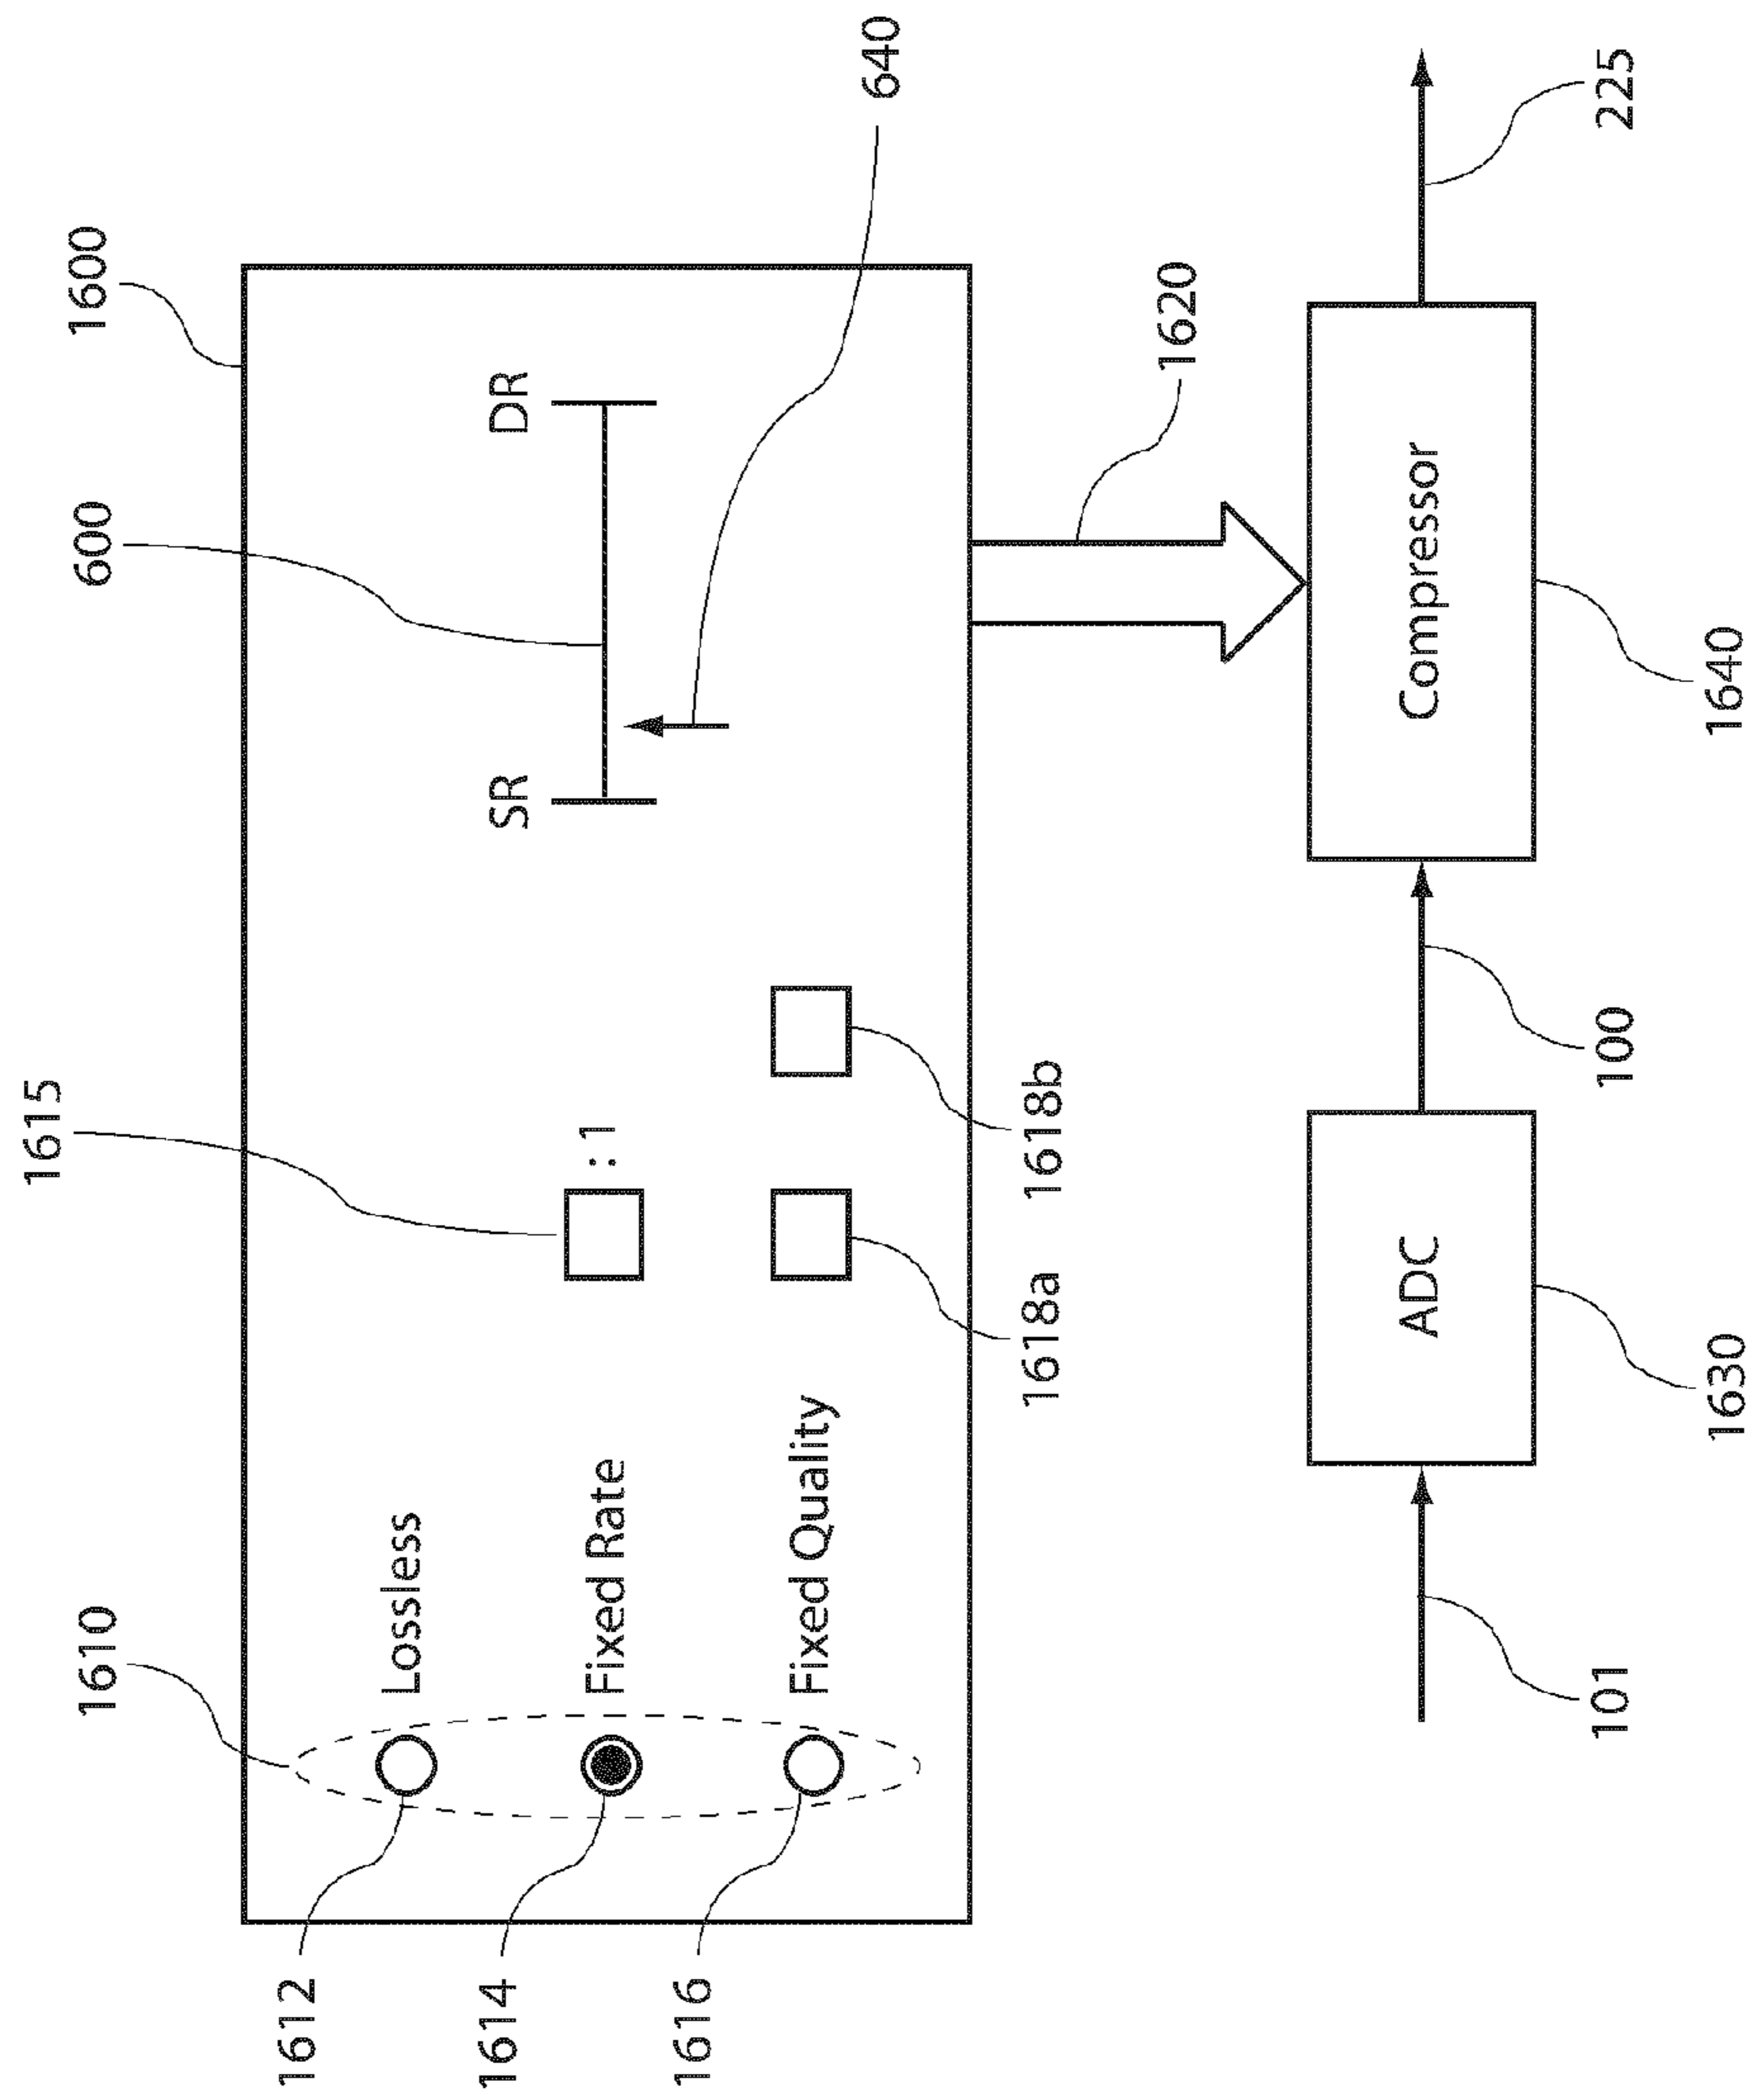 1600
600
1615
1610
640
Lossless
Fixed Rate
: 1
SR
DR
Fixed Quality
1612
1614
1616
1618a
1618b
1620
ADC
Compressor
101
1630
100
1640
225